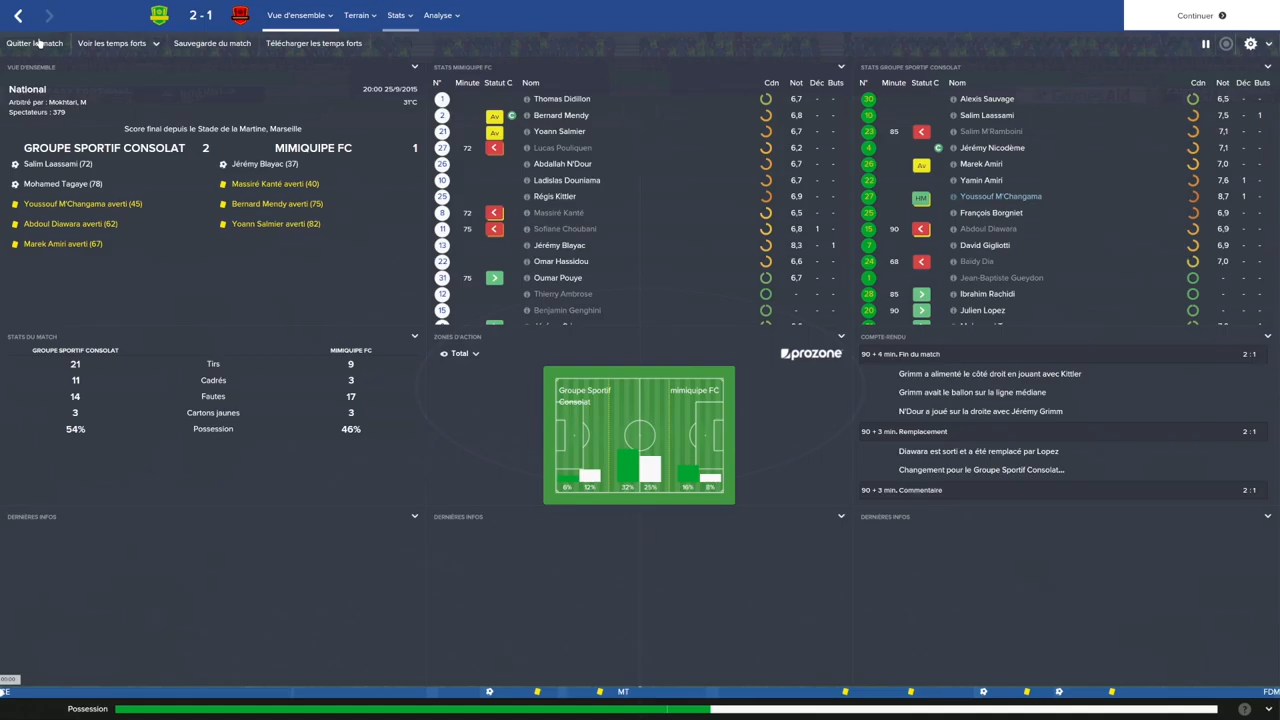 2 - 1
Vue d'ensemble
Terrain
Stats
Analyse
Continuer
Quitter le match
Voir les temps forts
Sauvegarde du match
Télécharger les temps forts
VUE D'ENSEMBLE
National
20:00 25/9/2015
Arbitré par : Mokhtari, M
31°C
Spectateurs : 379
Score final depuis le Stade de la Martine, Marseille
GROUPE SPORTIF CONSOLAT 2 MIMIQUIPE FC 1
Salim Laassami (72)
Jérémy Blayac (37)
Mohamed Tagaye (78)
Massiré Kanté averti (40)
Youssouf M'Changama averti (45)
Bernard Mendy averti (75)
Abdoul Diawara averti (62)
Yoann Salmier averti (82)
Marek Amiri averti (67)
STATS MIMIQUIPE FC
N° Minute Statut C Nom Cdn Not Déc Buts
1 Thomas Didillon 6,7 - -
2 Av C Bernard Mendy 6,8 - -
21 Av Yoann Salmier 6,7 - -
27 72 Lucas Pouliquen 6,2 - -
26 Abdallah N'Dour 6,7 - -
10 Ladislas Douniama 6,7 - -
25 Régis Kittler 6,9 - -
8 72 Massiré Kanté 6,5 - -
11 75 Sofiane Choubani 6,8 1 -
13 Jérémy Blayac 8,3 - 1
22 Omar Hassidou 6,6 - -
31 75 Oumar Pouye 6,7 - -
12 Thierry Ambrose - - -
15 Benjamin Genghini - - -
STATS GROUPE SPORTIF CONSOLAT
N° Minute Statut C Nom Cdn Not Déc Buts
30 Alexis Sauvage 6,5 - -
10 Salim Laassami 7,5 - 1
23 85 Salim M'Ramboini 7,1 - -
4 C Jérémy Nicodème 7,1 - -
26 Av Marek Amiri 7,0 - -
22 Yamin Amiri 7,6 1 -
27 HM Youssouf M'Changama 8,7 1 -
25 François Borgniet 6,9 - -
15 90 Abdoul Diawara 6,9 - -
7 David Gigliotti 6,9 - -
24 68 Baïdy Dia 7,0 - -
1 Jean-Baptiste Gueydon - - -
28 85 Ibrahim Rachidi - - -
20 90 Julien Lopez - - -
STATS DU MATCH
GROUPE SPORTIF CONSOLAT MIMIQUIPE FC
21 Tirs 9
11 Cadrés 3
14 Fautes 17
3 Cartons jaunes 3
54% Possession 46%
ZONES D'ACTION
Total
prozone
Groupe Sportif
Consolat
mimiquipe FC
6% 12% 32% 25% 16% 8%
COMPTE-RENDU
90 + 4 min. Fin du match 2 : 1
Grimm a alimenté le côté droit en jouant avec Kittler
Grimm avait le ballon sur la ligne médiane
N'Dour a joué sur la droite avec Jérémy Grimm
90 + 3 min. Remplacement 2 : 1
Diawara est sorti et a été remplacé par Lopez
Changement pour le Groupe Sportif Consolat...
90 + 3 min. Commentaire 2 : 1
DERNIÈRES INFOS
DERNIÈRES INFOS
DERNIÈRES INFOS
00:00
CE
MT
FDM
Possession